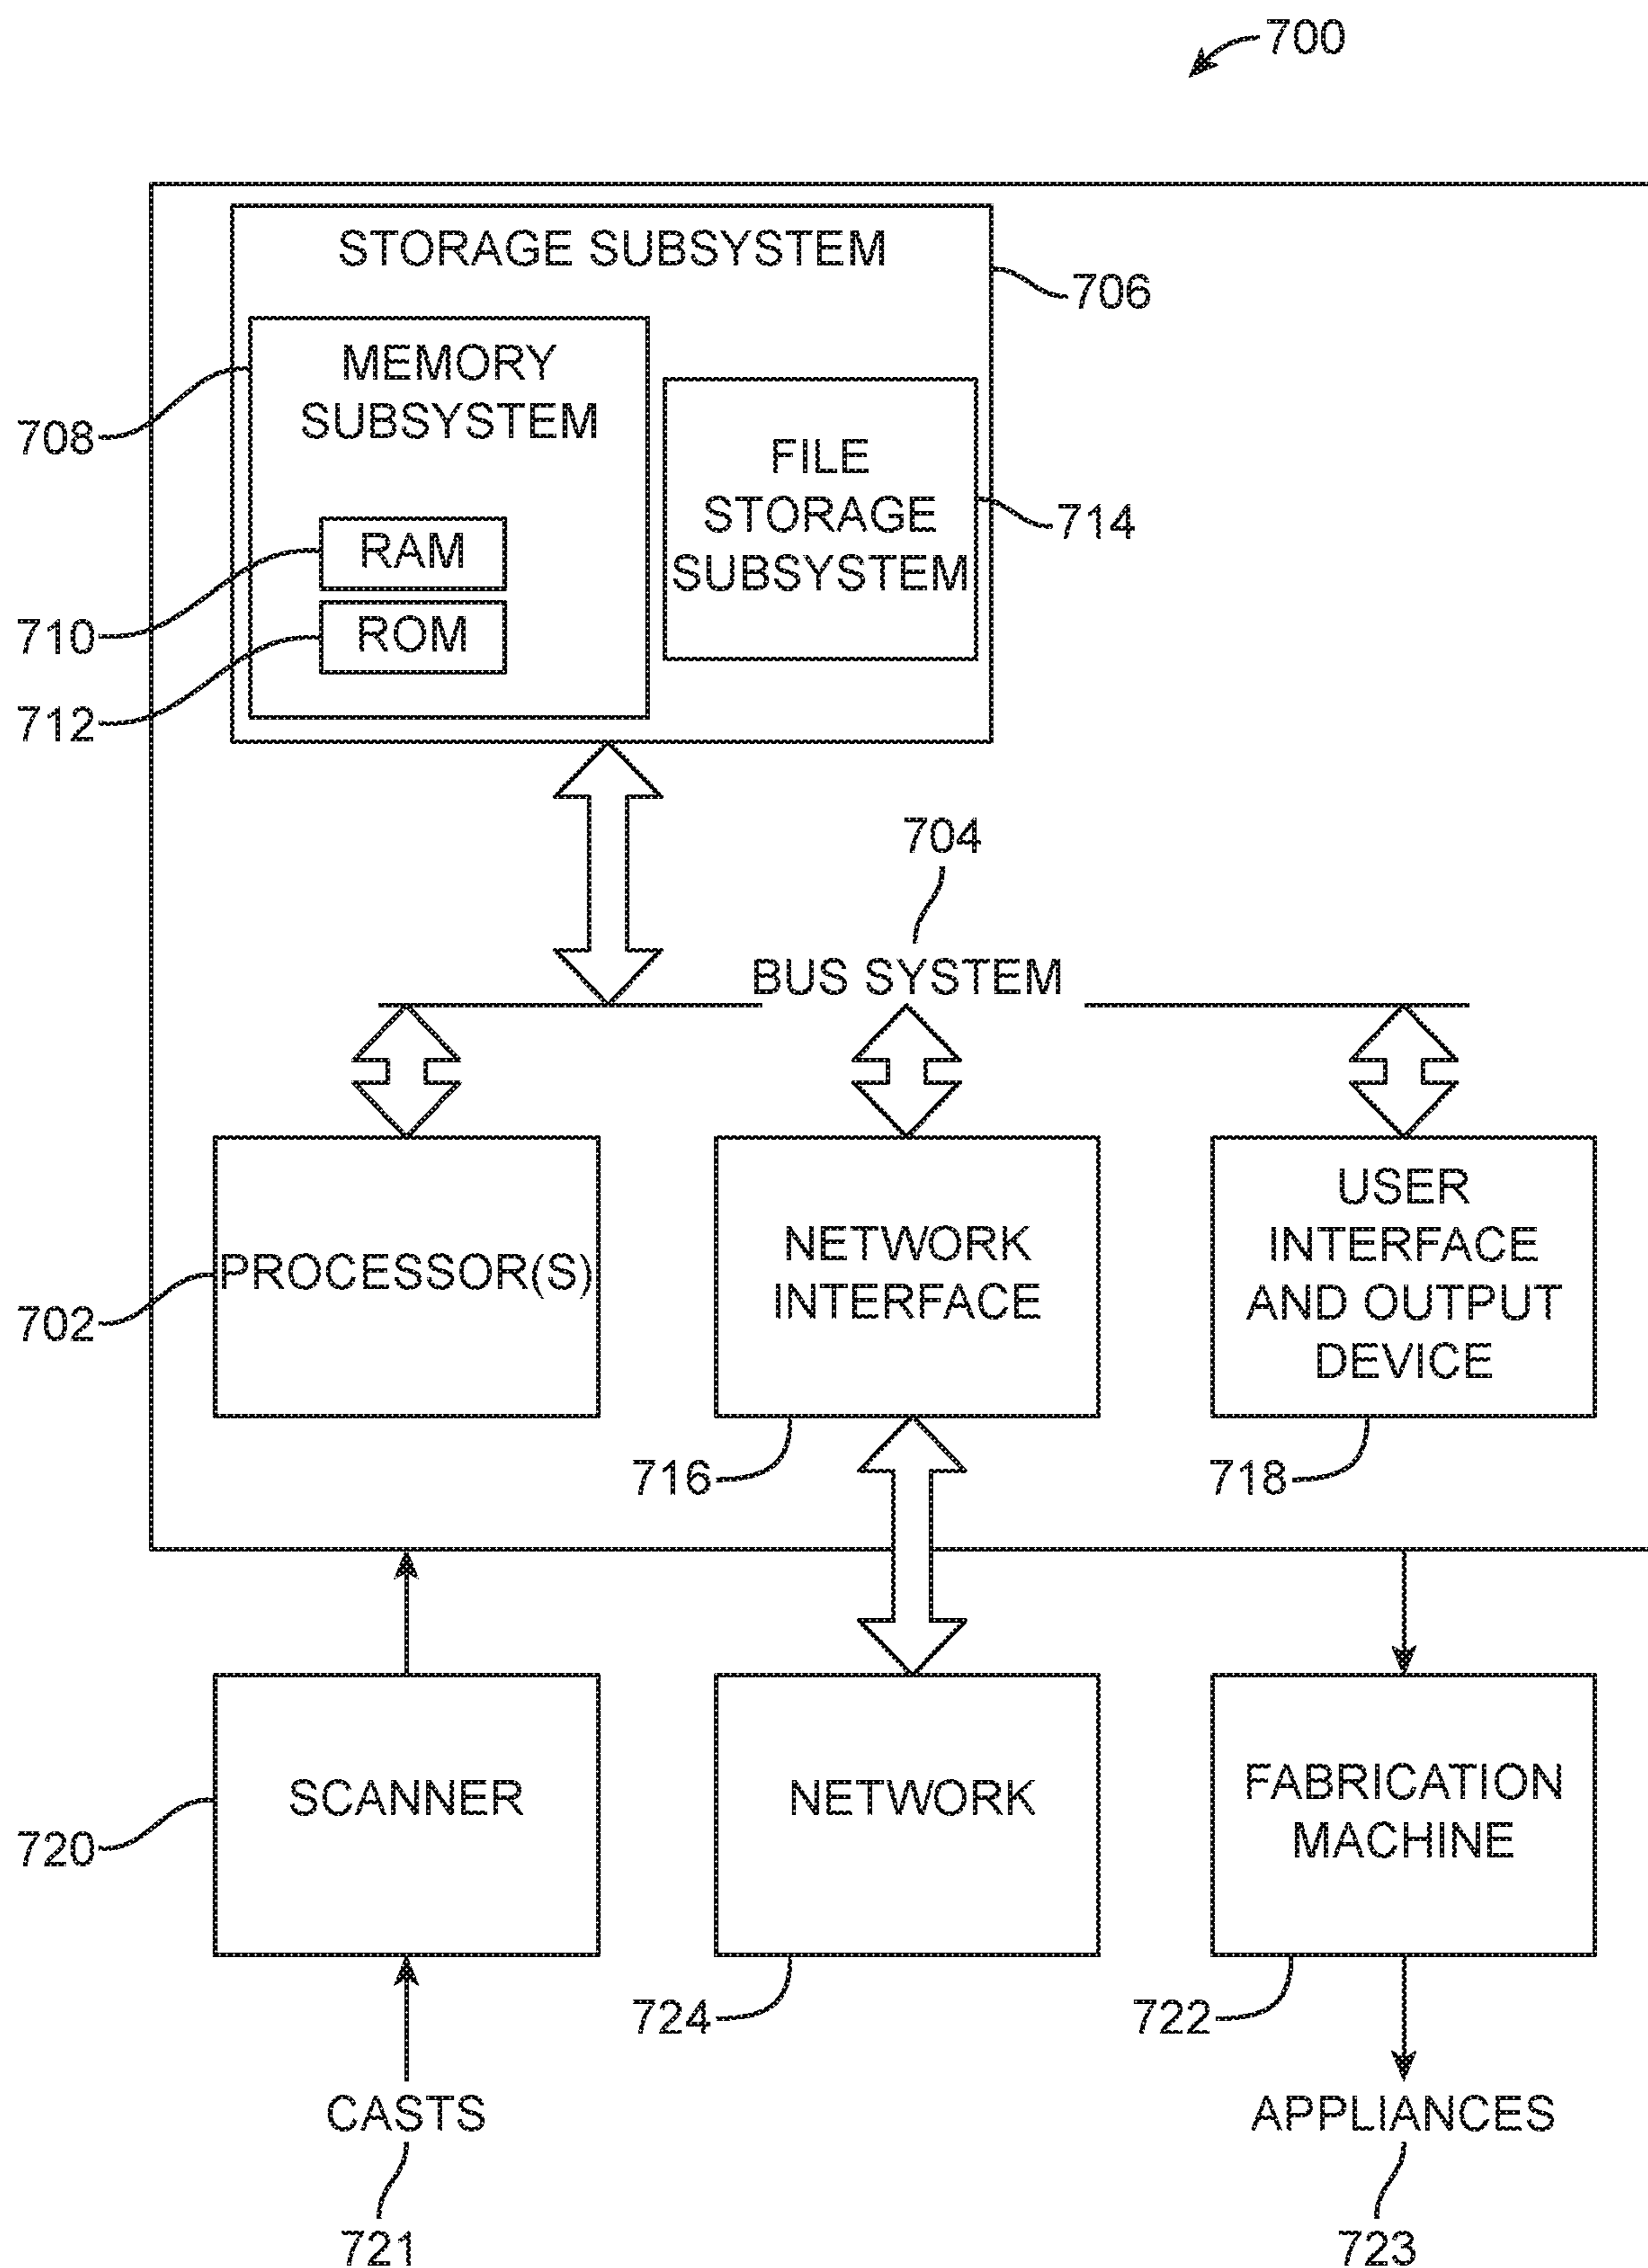 700
STORAGE SUBSYSTEM
706
MEMORY
SUBSYSTEM
708
FILE
STORAGE
SUBSYSTEM
714
RAM
710
ROM
712
704
BUS SYSTEM
PROCESSOR(S)
702
NETWORK
INTERFACE
716
USER
INTERFACE
AND OUTPUT
DEVICE
718
SCANNER
720
NETWORK
724
FABRICATION
MACHINE
722
CASTS
721
APPLIANCES
723